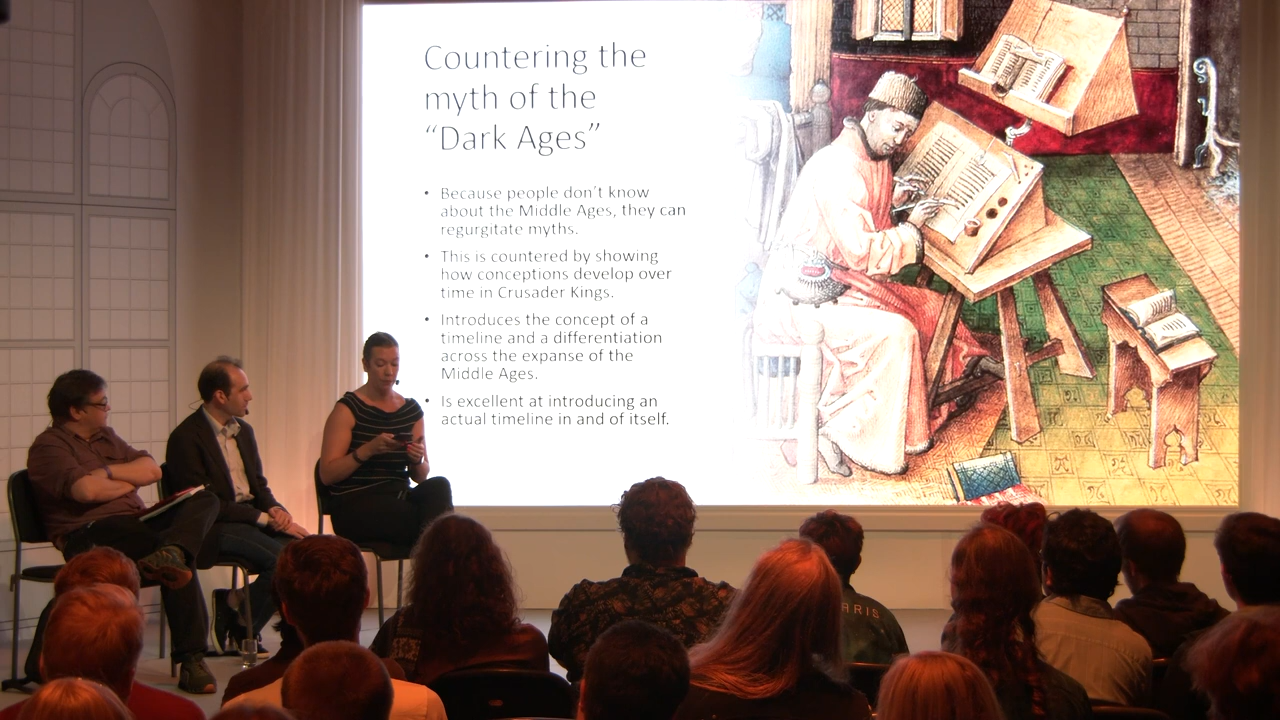 Countering the
myth of the
“Dark Ages”
• Because people don’t know
about the Middle Ages, they can
regurgitate myths.
• This is countered by showing
how conceptions develop over
time in Crusader Kings.
• Introduces the concept of a
timeline and a differentiation
across the expanse of the
Middle Ages.
• Is excellent at introducing an
actual timeline in and of itself.